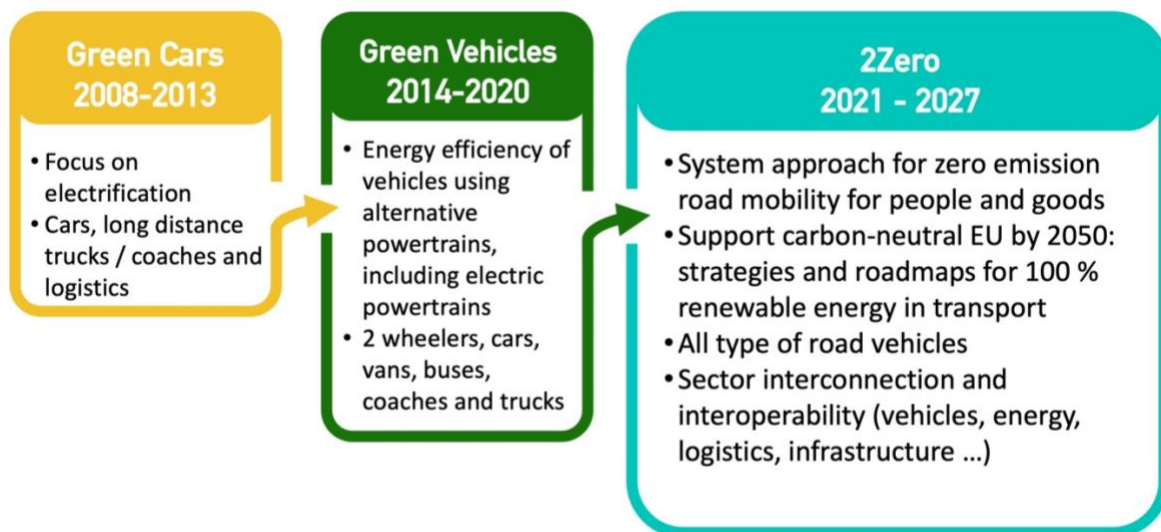 Green Cars
2008-2013
• Focus on
electrification
• Cars, long distance
trucks / coaches and
logistics
Green Vehicles
2014-2020
• Energy efficiency of
vehicles using
alternative
powertrains,
including electric
powertrains
• 2 wheelers, cars,
vans, buses,
coaches and trucks
2Zero
2021 - 2027
• System approach for zero emission
road mobility for people and goods
• Support carbon-neutral EU by 2050:
strategies and roadmaps for 100 %
renewable energy in transport
• All type of road vehicles
• Sector interconnection and
interoperability (vehicles, energy,
logistics, infrastructure ...)